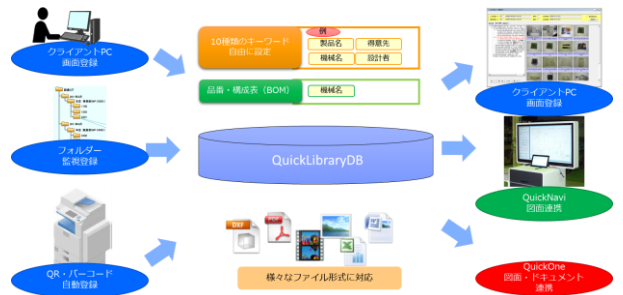 クライアントPC
画面登録
フォルダー
監視登録
QR・バーコード
自動登録
10種類のキーワード
自由に設定
例
製品名
得意先
機械名
設計者
品番・構成表（BOM）
機械名
QuickLibraryDB
DXF
PDF
様々なファイル形式に対応
クライアントPC
画面登録
QuickNavi
図面連携
QuickOne
図面・ドキュメント
連携